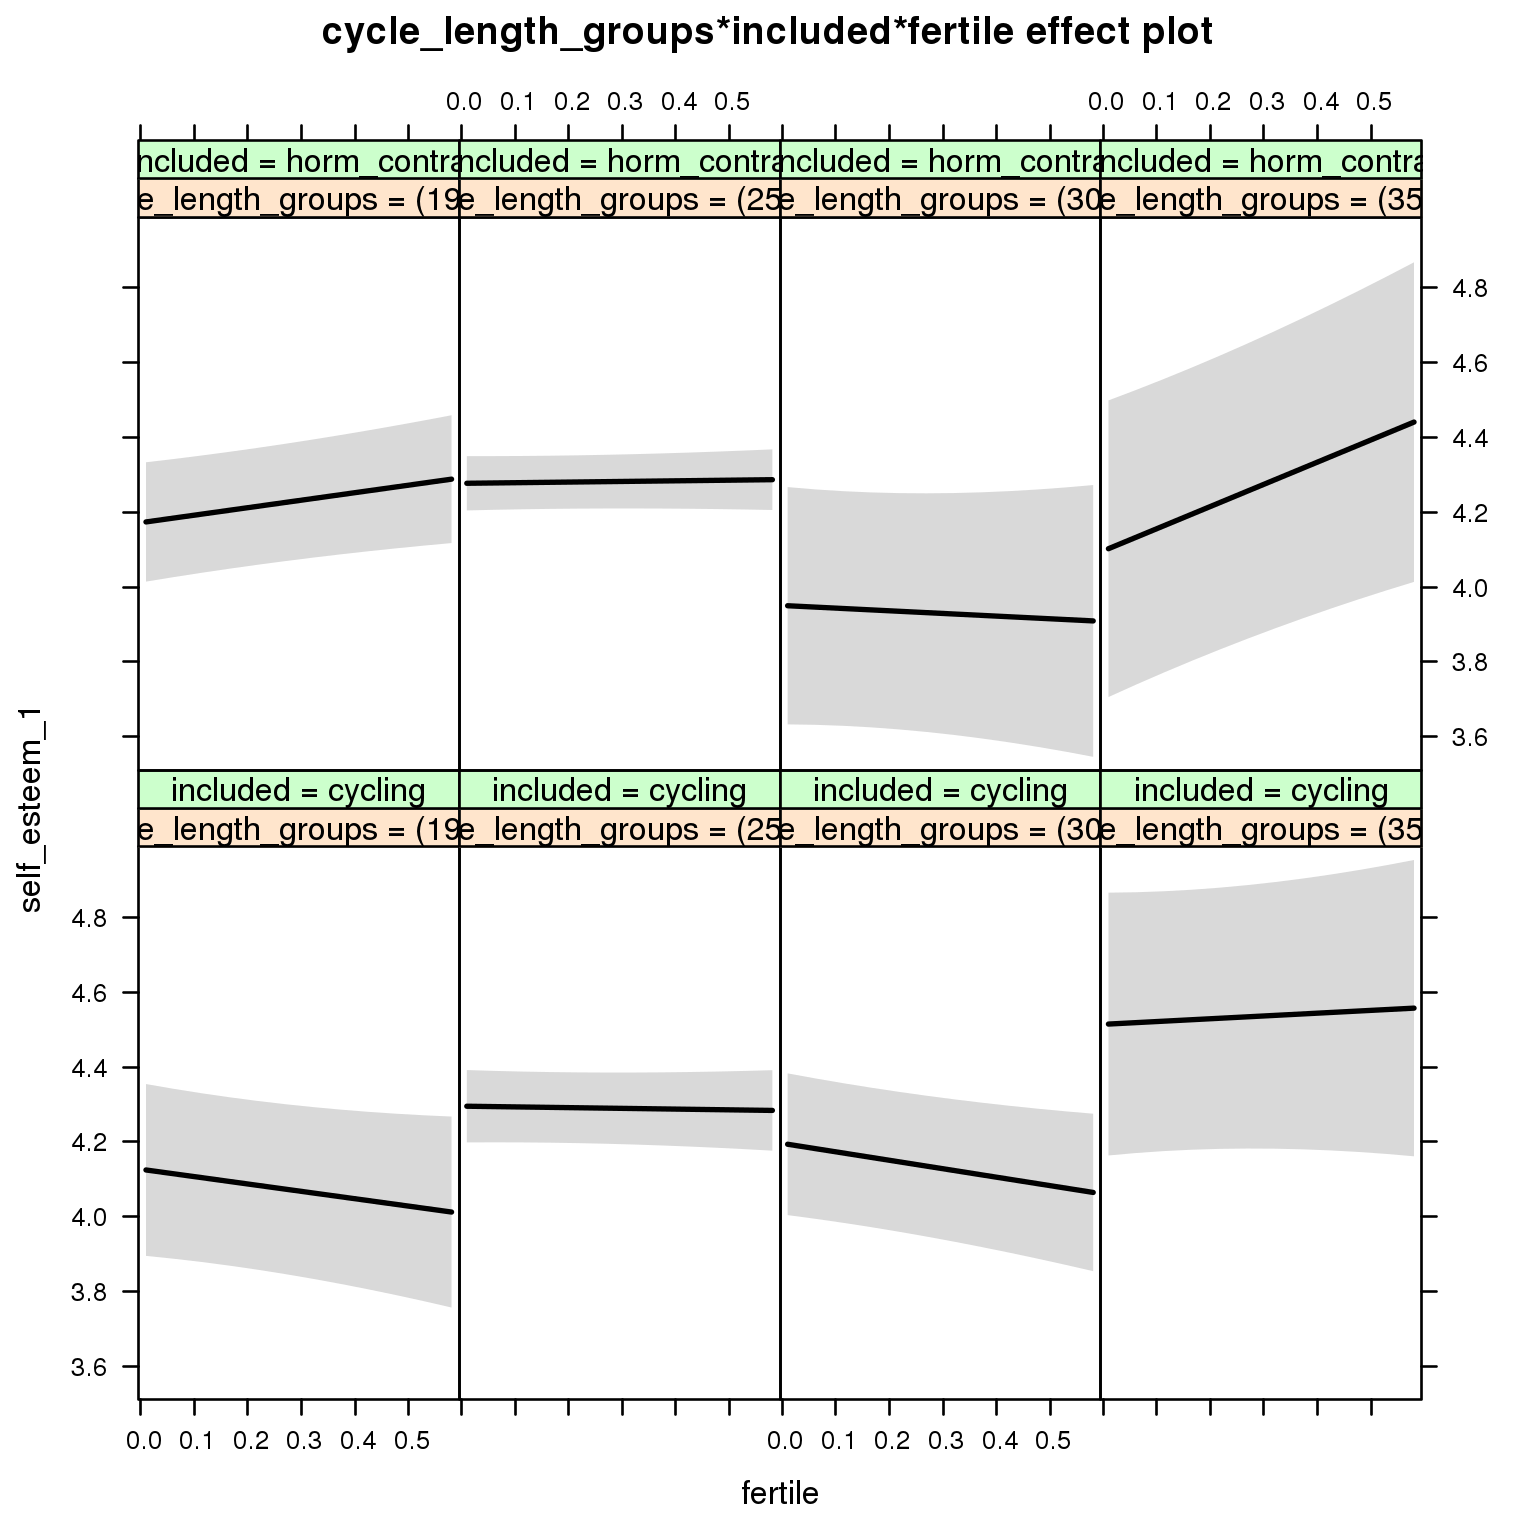 cycle_length_groups*included*fertile effect plot
0.0 0.1 0.2 0.3 0.4 0.5 0.0 0.1 0.2 0.3 0.4 0.5
ncluded = horm_contra ncluded = horm_contra ncluded = horm_contra ncluded = horm_contra
e_length_groups = (19 e_length_groups = (25 e_length_groups = (30 e_length_groups = (35
4.8
4.6
4.4
4.2
4.0
3.8
3.6
self_esteem_1
included = cycling included = cycling included = cycling included = cycling
e_length_groups = (19 e_length_groups = (25 e_length_groups = (30 e_length_groups = (35
4.8
4.6
4.4
4.2
4.0
3.8
3.6
0.0 0.1 0.2 0.3 0.4 0.5 0.0 0.1 0.2 0.3 0.4 0.5
fertile